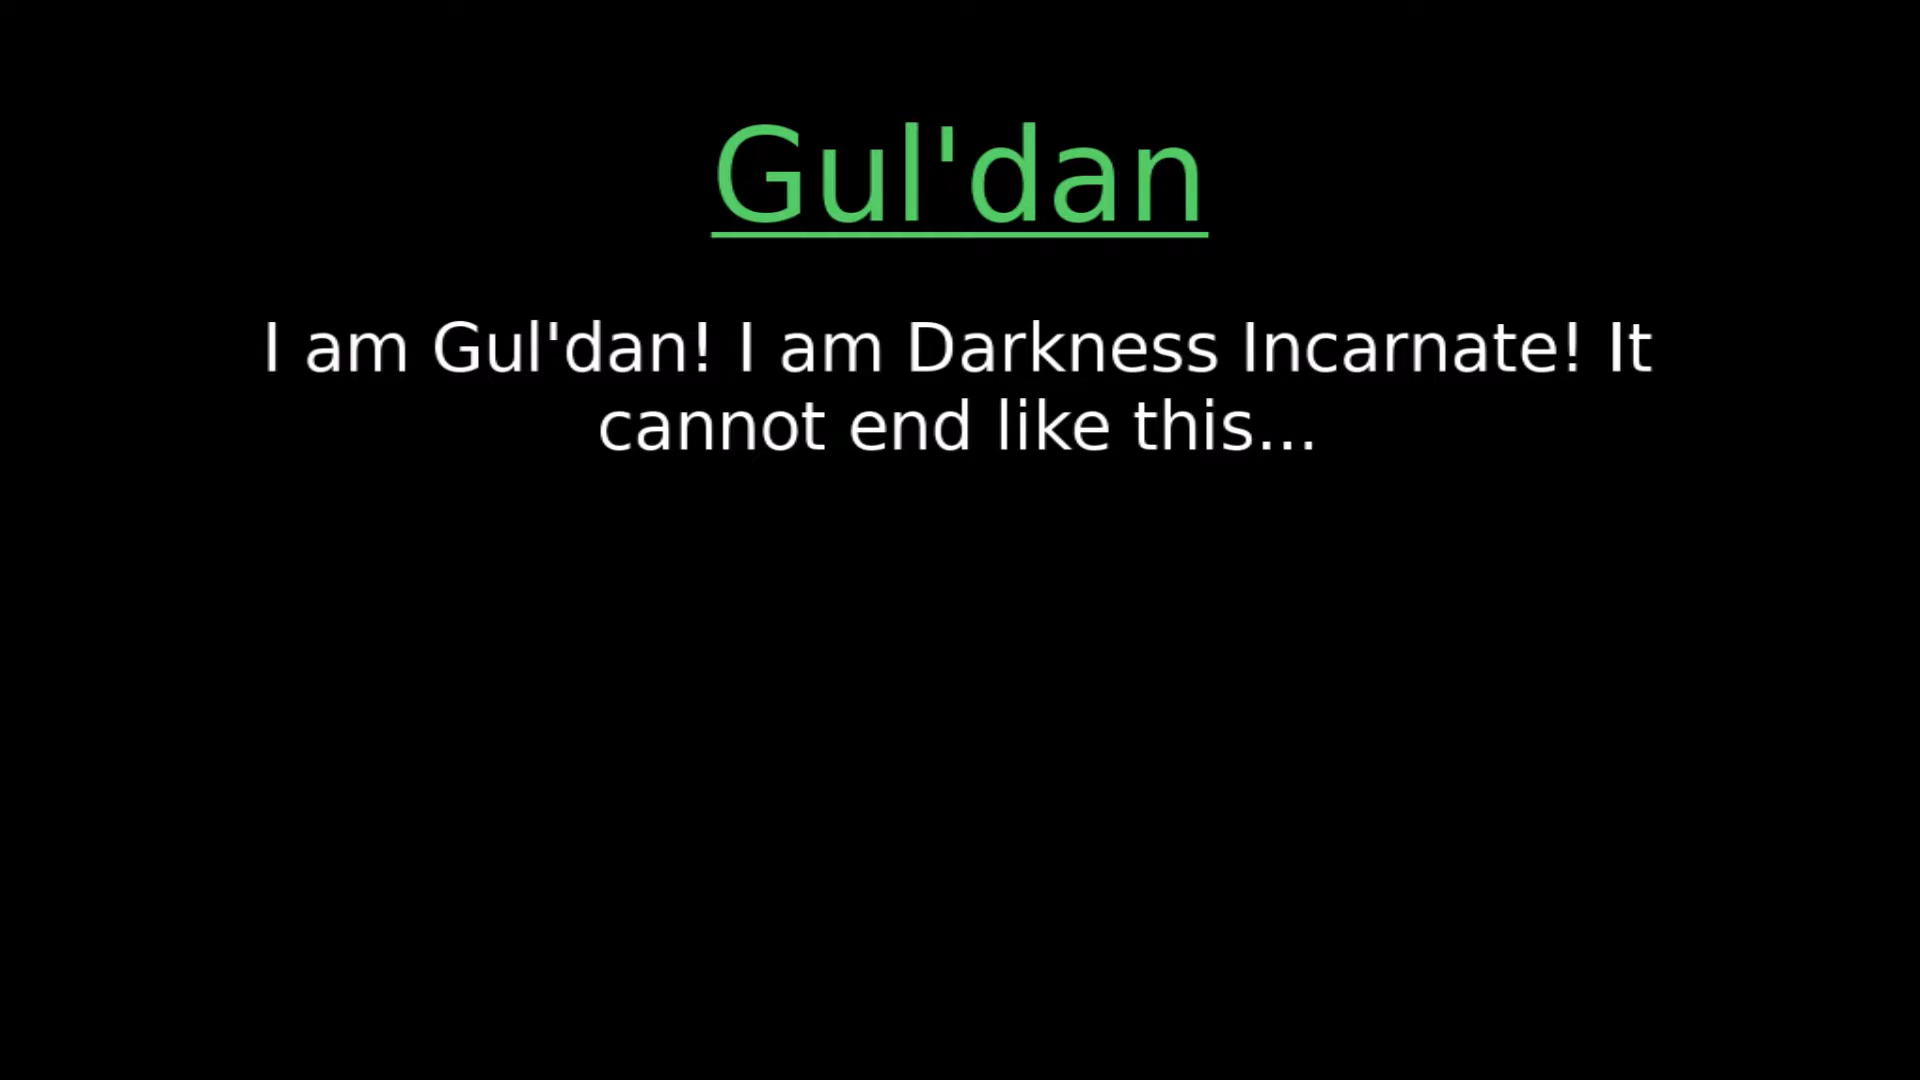 Gul'dan
I am Gul'dan! I am Darkness Incarnate! It
cannot end like this...